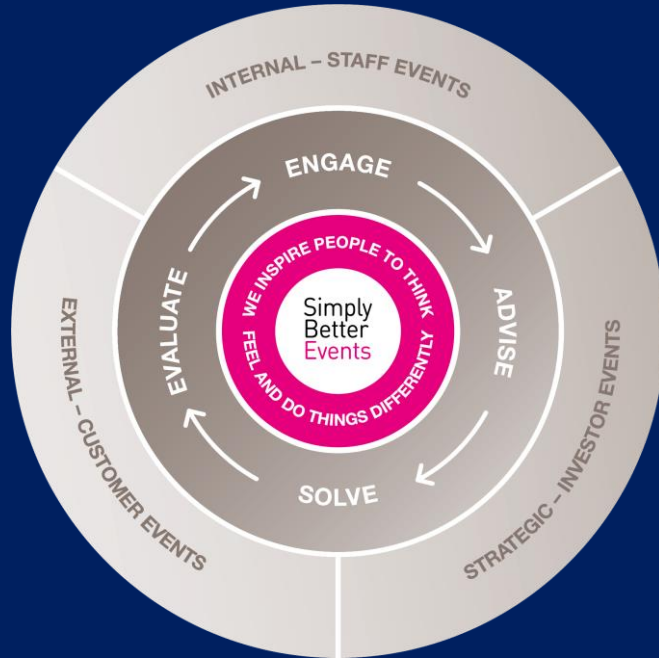 INTERNAL – STAFF EVENTS
ENGAGE
ADVISE
SOLVE
EVALUATE
WE INSPIRE PEOPLE TO THINK
FEEL AND DO THINGS DIFFERENTLY
Simply
Better
Events
EXTERNAL – CUSTOMER EVENTS
STRATEGIC – INVESTOR EVENTS